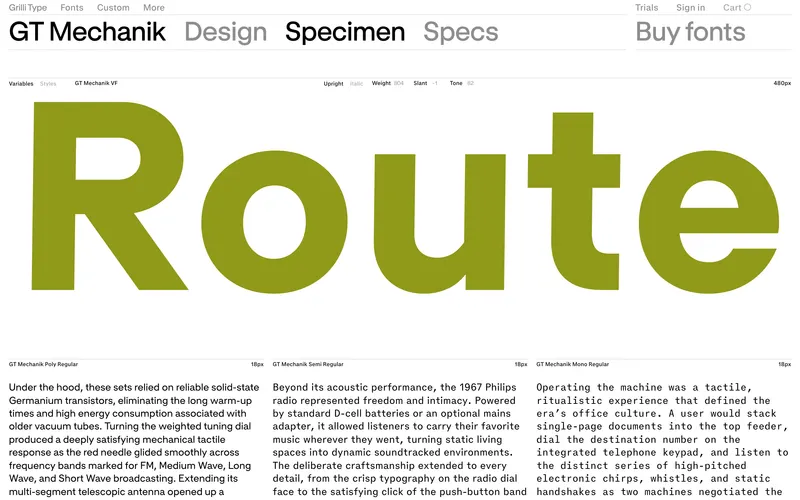 Grilli Type Fonts Custom More Trials Sign in Cart
GT Mechanik Design Specimen Specs Buy fonts
Variables Styles GT Mechanik VF Upright Italic Weight 804 Slant -1 Tone 92 480px
Route
GT Mechanik Poly Regular 18px
Under the hood, these sets relied on reliable solid-state
Germanium transistors, eliminating the long warm-up
times and high energy consumption associated with
older vacuum tubes. Turning the weighted tuning dial
produced a deeply satisfying mechanical tactile
response as the red needle glided smoothly across
frequency bands marked for FM, Medium Wave, Long
Wave, and Short Wave broadcasting. Extending its
multi-segment telescopic antenna opened up a
GT Mechanik Semi Regular 18px
Beyond its acoustic performance, the 1967 Philips
radio represented freedom and intimacy. Powered
by standard D-cell batteries or an optional mains
adapter, it allowed listeners to carry their favorite
music wherever they went, turning static living
spaces into dynamic soundtracked environments.
The deliberate craftsmanship extended to every
detail, from the crisp typography on the radio dial
face to the satisfying click of the push-button band
GT Mechanik Mono Regular 18px
Operating the machine was a tactile,
ritualistic experience that defined the
era's office culture. A user would stack
single-page documents into the top feeder,
dial the destination number on the
integrated telephone keypad, and listen to
the distinct series of high-pitched
electronic chirps, whistles, and static
handshakes as two machines negotiated the